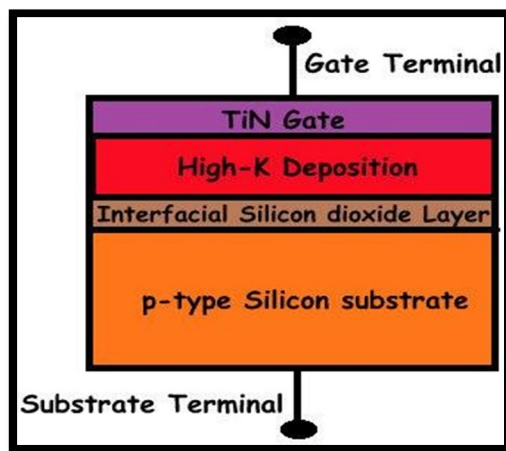 Gate Terminal
TiN Gate
High-K Deposition
Interfacial Silicon dioxide Layer
p-type Silicon substrate
Substrate Terminal